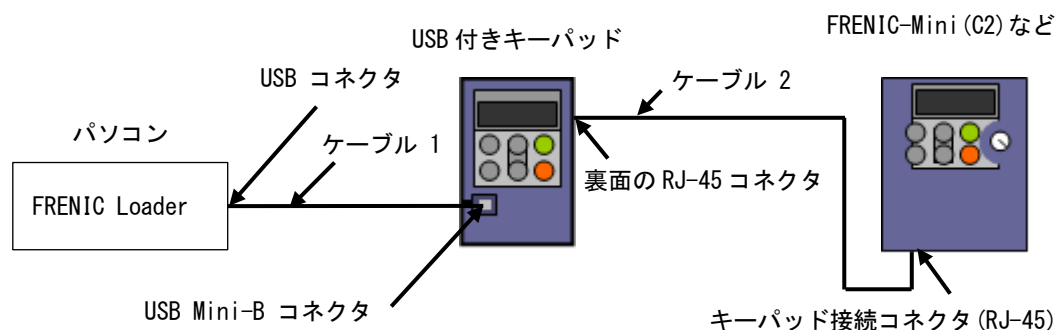 FRENIC-Mini(C2)など
USB 付きキーパッド
USB コネクタ
ケーブル 2
パソコン
ケーブル 1
裏面の RJ-45 コネクタ
FRENIC Loader
USB Mini-B コネクタ
キーパッド接続コネクタ(RJ-45)